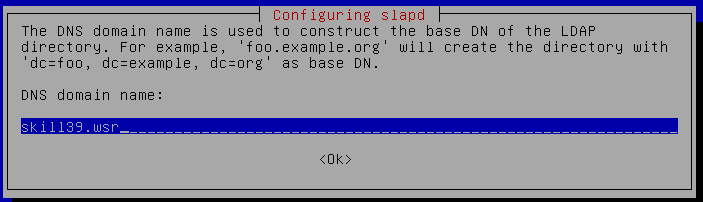 Configuring slapd
The DNS domain name is used to construct the base DN of the LDAP
directory. For example, 'foo.example.org' will create the directory with
'dc=foo, dc=example, dc=org' as base DN.
DNS domain name:
skill39.wsr
<Ok>